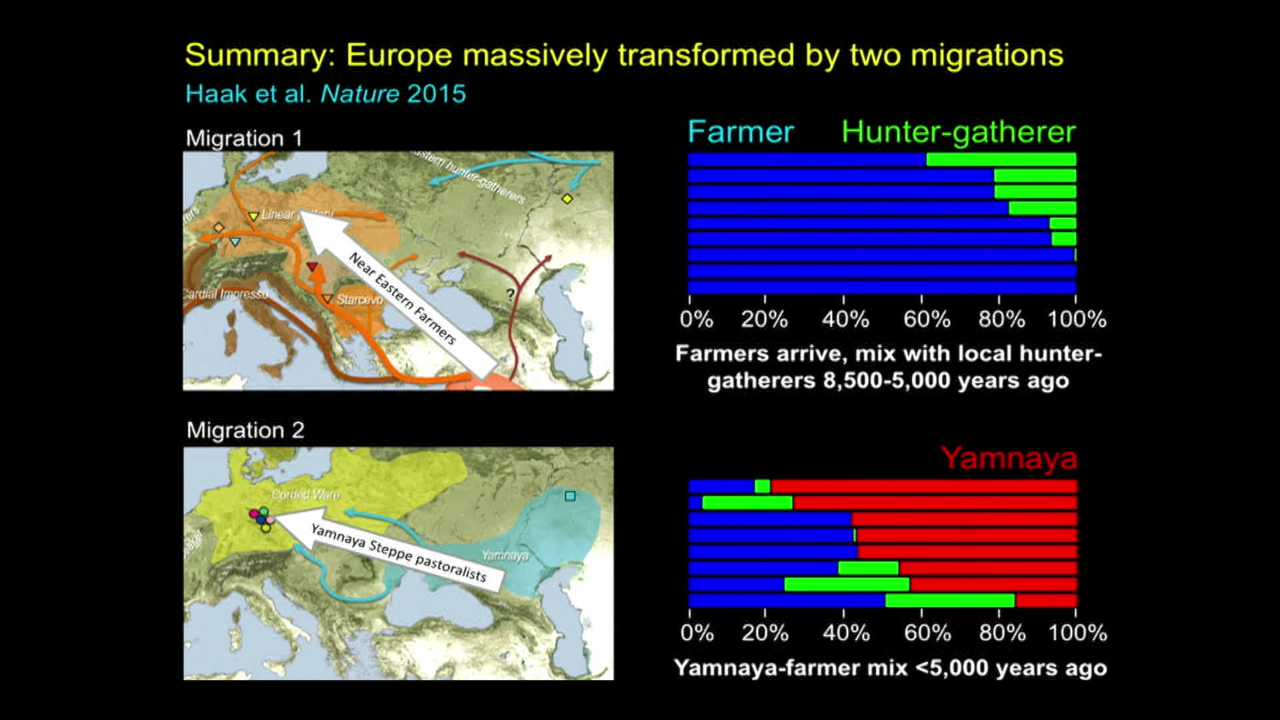 Summary: Europe massively transformed by two migrations
Haak et al. Nature 2015
Migration 1
Farmer Hunter-gatherer
eastern hunter-gatherers
Linear
Near Eastern Farmers
Cardial Impresso
Starcevo
?
0% 20% 40% 60% 80% 100%
Farmers arrive, mix with local hunter-
gatherers 8,500-5,000 years ago
Migration 2
Yamnaya
Corded Ware
Yamnaya Steppe pastoralists
Yamnaya
0% 20% 40% 60% 80% 100%
Yamnaya-farmer mix <5,000 years ago